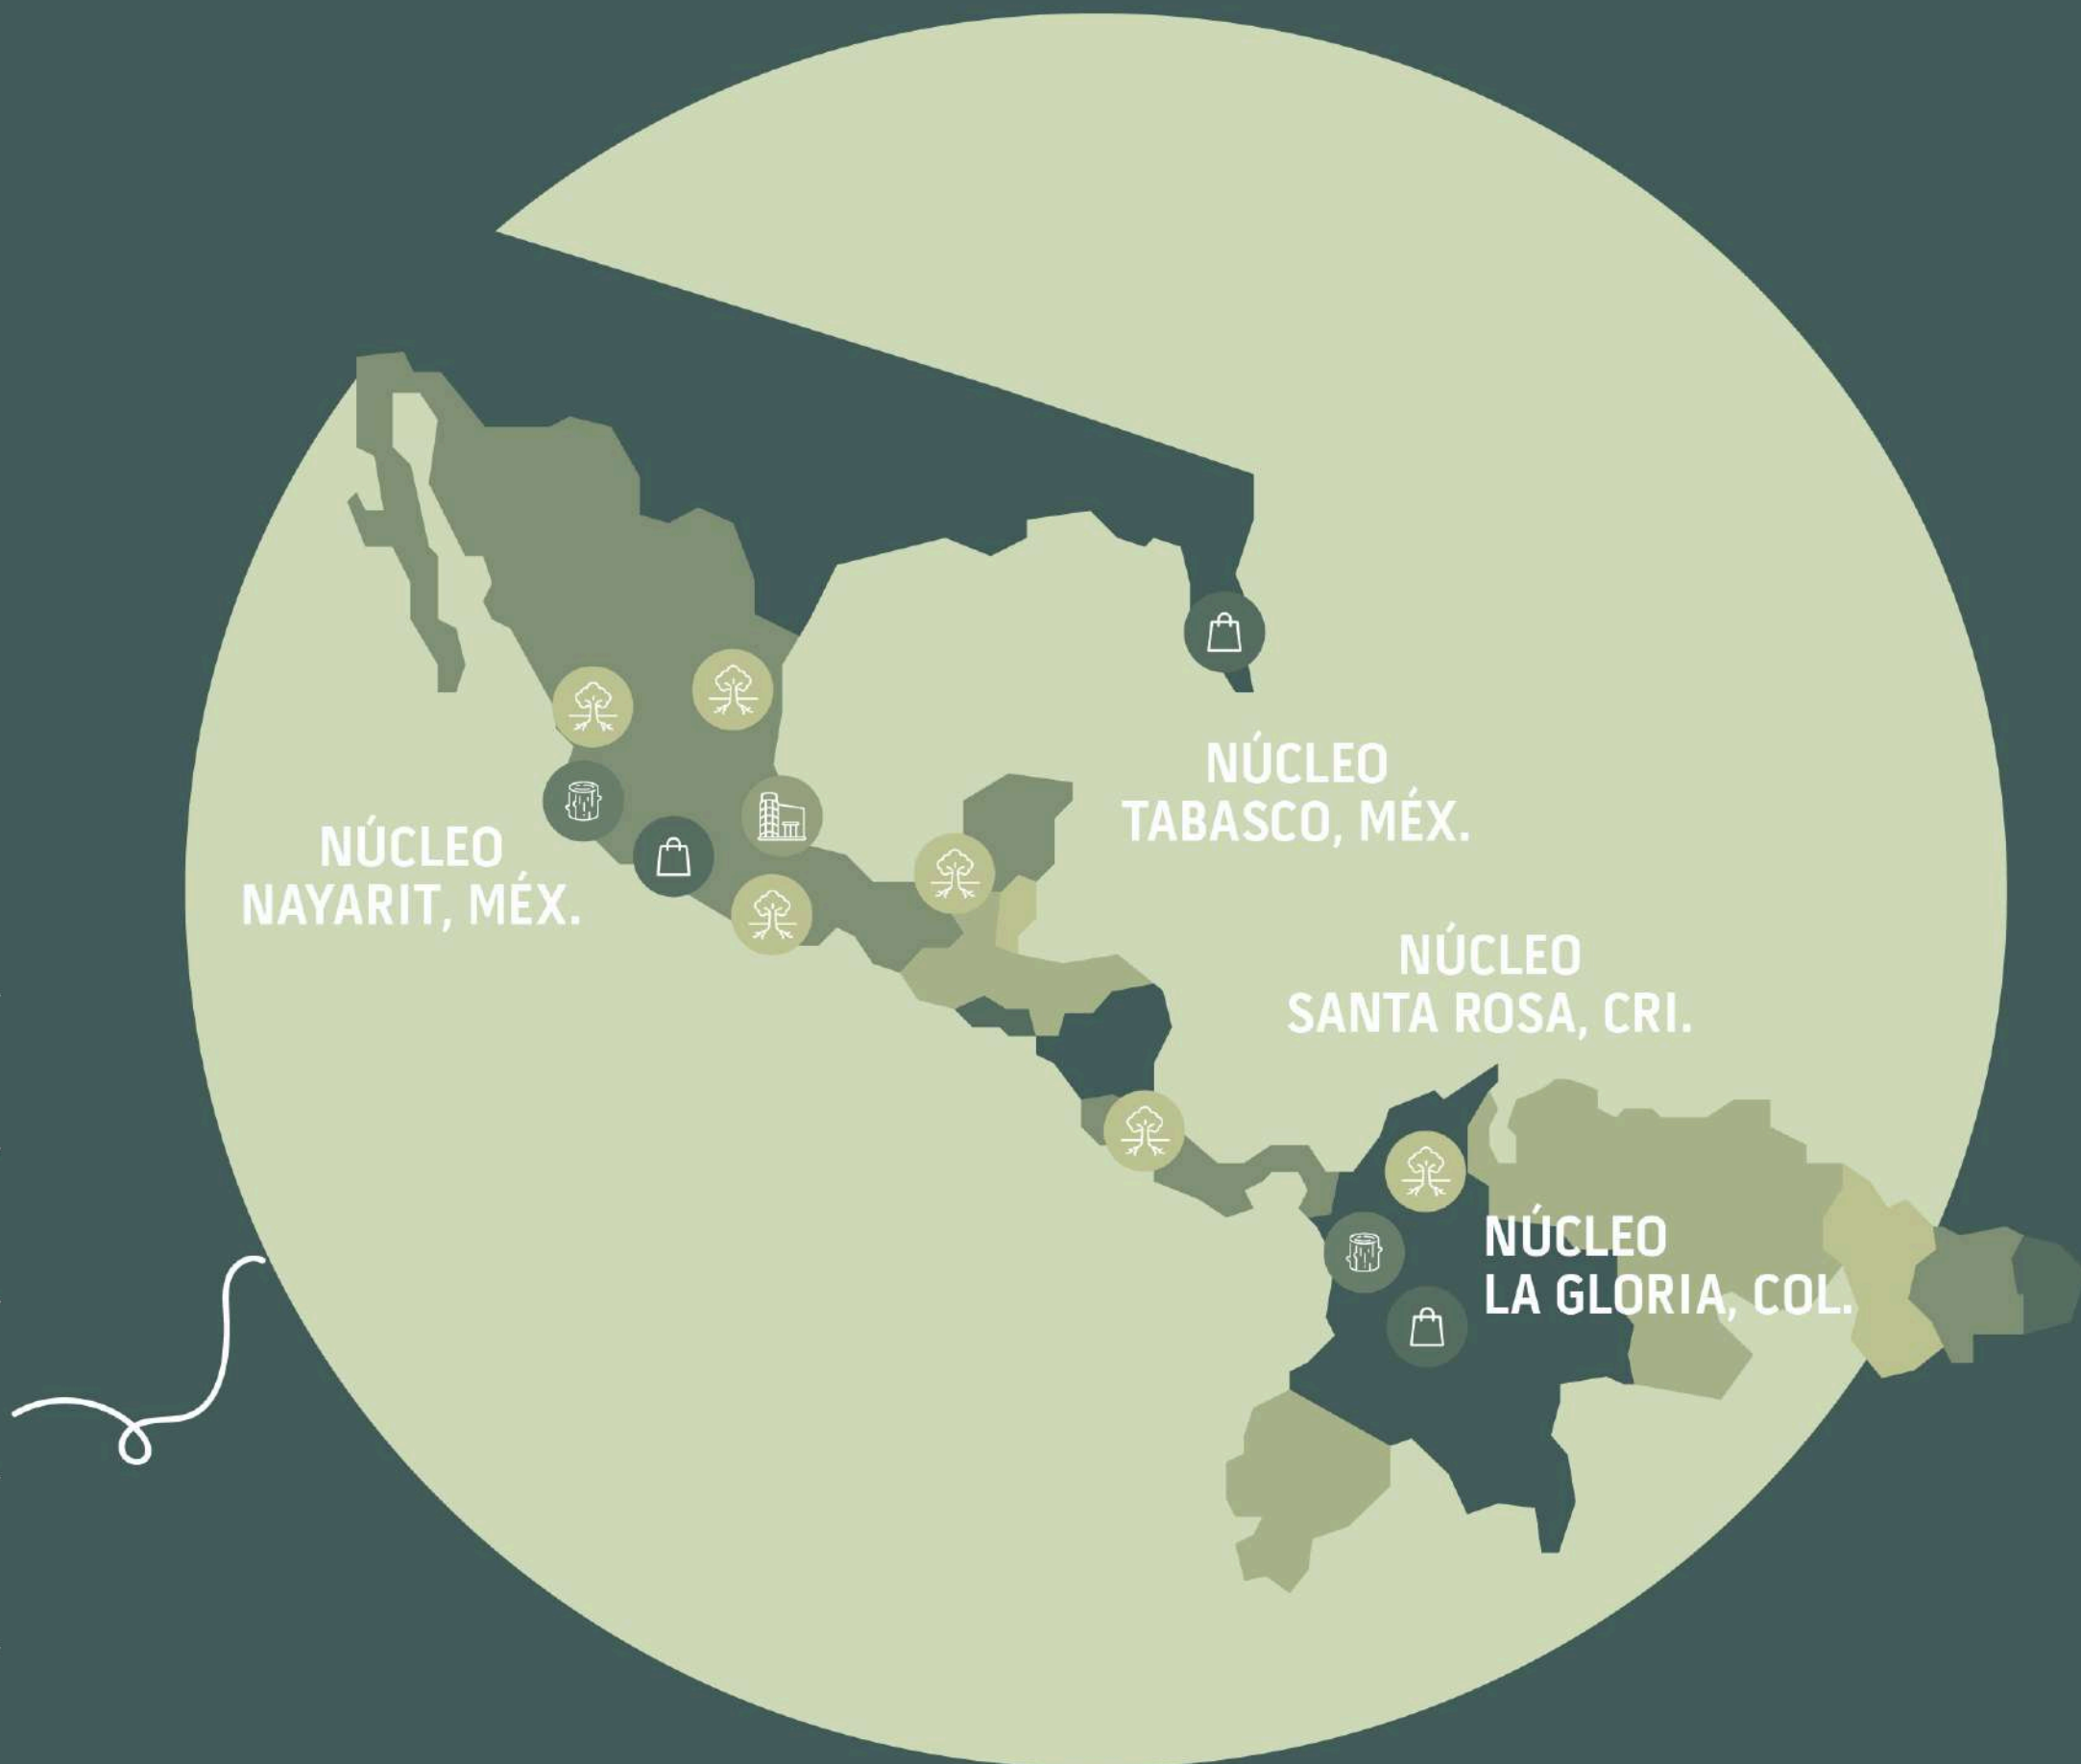 NÚCLEO
TABASCO, MÉX.
NÚCLEO
NAYARIT, MÉX.
NÚCLEO
SANTA ROSA, CRI.
NÚCLEO
LA GLORIA, COL.